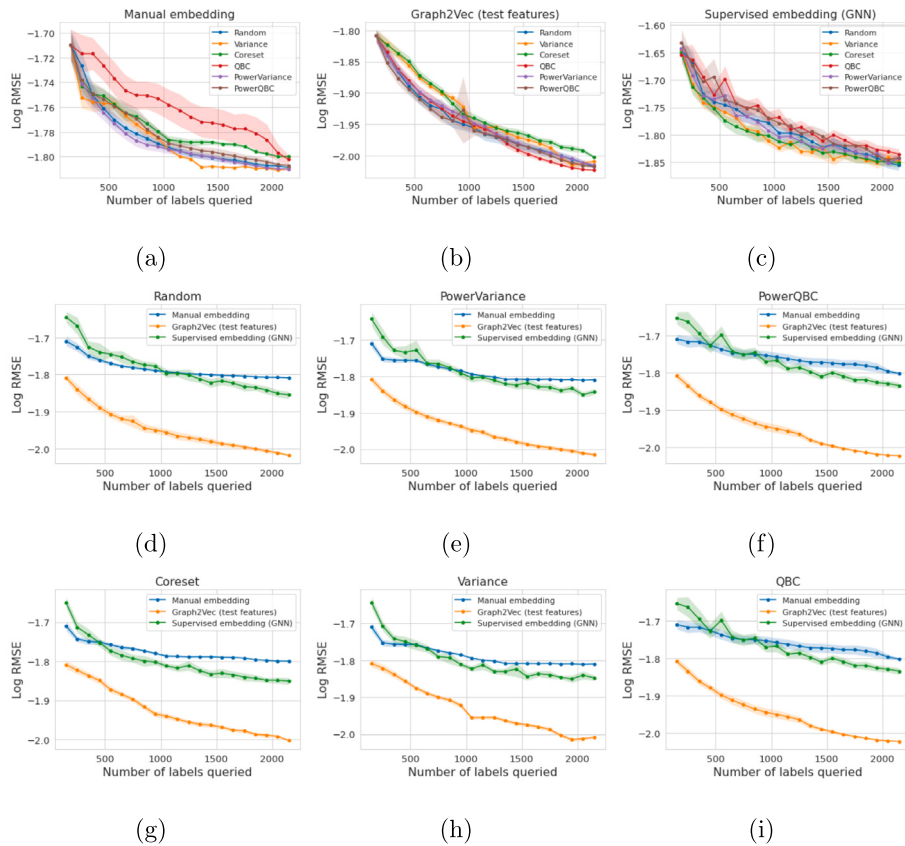 Manual embedding
Log RMSE
−1.70
−1.72
−1.74
−1.76
−1.78
−1.80
Random
Variance
Coreset
QBC
PowerVariance
PowerQBC
500
1000
1500
2000
Number of labels queried
(a)
Graph2Vec (test features)
Log RMSE
−1.80
−1.85
−1.90
−1.95
−2.00
Random
Variance
Coreset
QBC
PowerVariance
PowerQBC
500
1000
1500
2000
Number of labels queried
(b)
Supervised embedding (GNN)
Log RMSE
−1.60
−1.65
−1.70
−1.75
−1.80
−1.85
Random
Variance
Coreset
QBC
PowerVariance
PowerQBC
500
1000
1500
2000
Number of labels queried
(c)
Random
Log RMSE
−1.7
−1.8
−1.9
−2.0
Manual embedding
Graph2Vec (test features)
Supervised embedding (GNN)
500
1000
1500
2000
Number of labels queried
(d)
PowerVariance
Log RMSE
−1.7
−1.8
−1.9
−2.0
Manual embedding
Graph2Vec (test features)
Supervised embedding (GNN)
500
1000
1500
2000
Number of labels queried
(e)
PowerQBC
Log RMSE
−1.7
−1.8
−1.9
−2.0
Manual embedding
Graph2Vec (test features)
Supervised embedding (GNN)
500
1000
1500
2000
Number of labels queried
(f)
Coreset
Log RMSE
−1.7
−1.8
−1.9
−2.0
Manual embedding
Graph2Vec (test features)
Supervised embedding (GNN)
500
1000
1500
2000
Number of labels queried
(g)
Variance
Log RMSE
−1.7
−1.8
−1.9
−2.0
Manual embedding
Graph2Vec (test features)
Supervised embedding (GNN)
500
1000
1500
2000
Number of labels queried
(h)
QBC
Log RMSE
−1.7
−1.8
−1.9
−2.0
Manual embedding
Graph2Vec (test features)
Supervised embedding (GNN)
500
1000
1500
2000
Number of labels queried
(i)